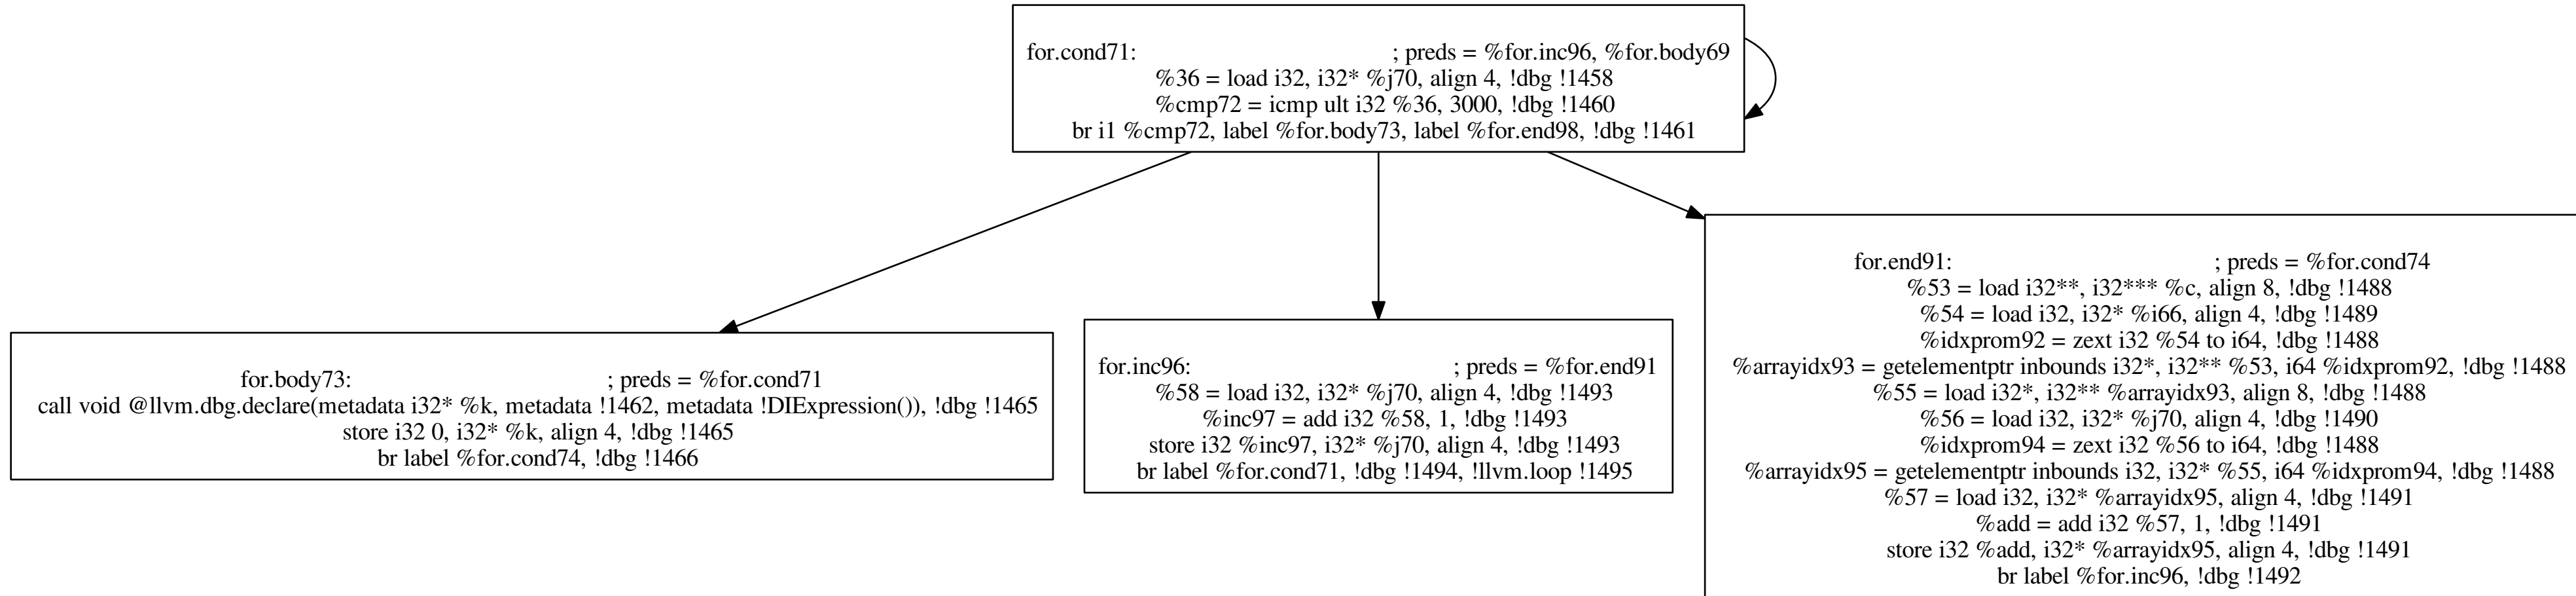 for.cond71: ; preds = %for.inc96, %for.body69
%36 = load i32, i32* %j70, align 4, !dbg !1458
%cmp72 = icmp ult i32 %36, 3000, !dbg !1460
br i1 %cmp72, label %for.body73, label %for.end98, !dbg !1461
for.body73: ; preds = %for.cond71
call void @llvm.dbg.declare(metadata i32* %k, metadata !1462, metadata !DIExpression()), !dbg !1465
store i32 0, i32* %k, align 4, !dbg !1465
br label %for.cond74, !dbg !1466
for.inc96: ; preds = %for.end91
%58 = load i32, i32* %j70, align 4, !dbg !1493
%inc97 = add i32 %58, 1, !dbg !1493
store i32 %inc97, i32* %j70, align 4, !dbg !1493
br label %for.cond71, !dbg !1494, !llvm.loop !1495
for.end91: ; preds = %for.cond74
%53 = load i32**, i32*** %c, align 8, !dbg !1488
%54 = load i32, i32* %i66, align 4, !dbg !1489
%idxprom92 = zext i32 %54 to i64, !dbg !1488
%arrayidx93 = getelementptr inbounds i32*, i32** %53, i64 %idxprom92, !dbg !1488
%55 = load i32*, i32** %arrayidx93, align 8, !dbg !1488
%56 = load i32, i32* %j70, align 4, !dbg !1490
%idxprom94 = zext i32 %56 to i64, !dbg !1488
%arrayidx95 = getelementptr inbounds i32, i32* %55, i64 %idxprom94, !dbg !1488
%57 = load i32, i32* %arrayidx95, align 4, !dbg !1491
%add = add i32 %57, 1, !dbg !1491
store i32 %add, i32* %arrayidx95, align 4, !dbg !1491
br label %for.inc96, !dbg !1492